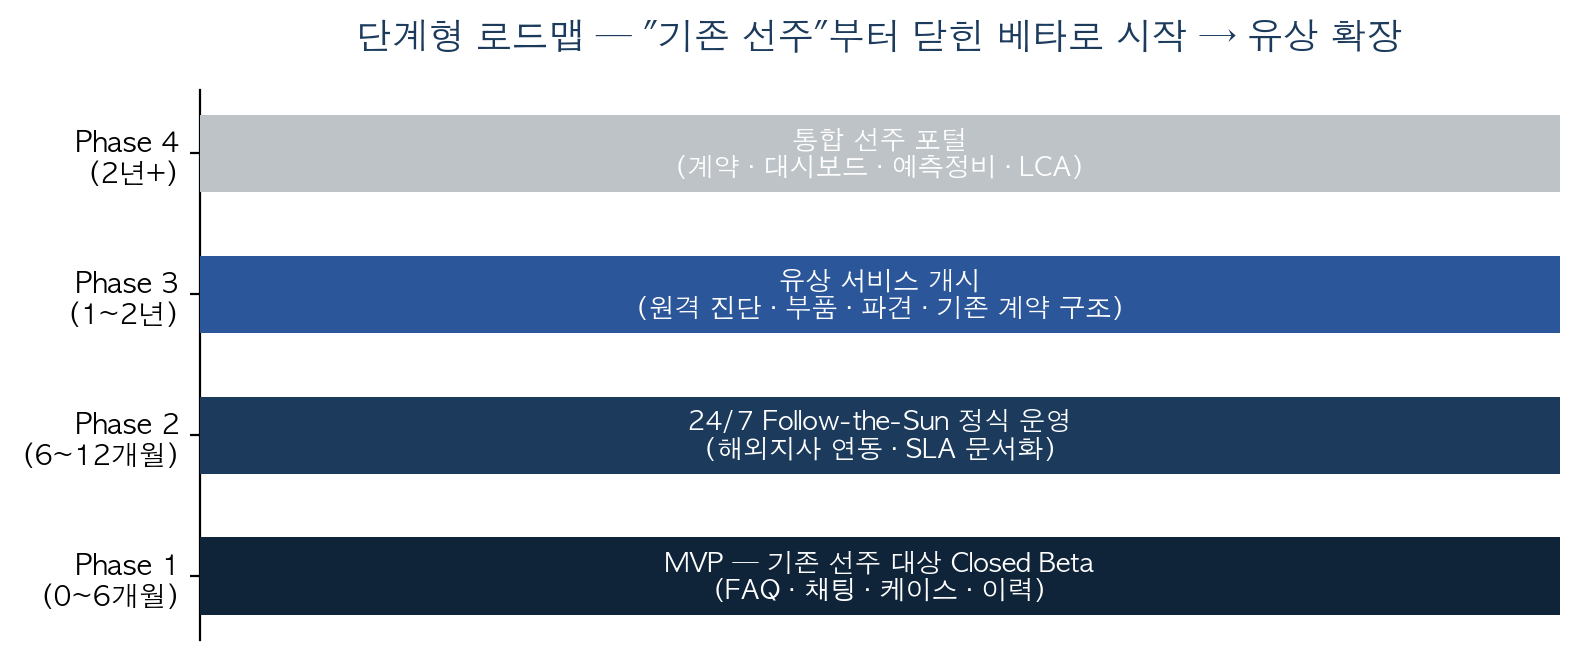 단계형 로드맵 — "기존 선주"부터 닫힌 베타로 시작 → 유상 확장
Phase 4
(2년+)
통합 선주 포털
(계약 · 대시보드 · 예측정비 · LCA)
Phase 3
(1~2년)
유상 서비스 개시
(원격 진단 · 부품 · 파견 · 기존 계약 구조)
Phase 2
(6~12개월)
24/7 Follow-the-Sun 정식 운영
(해외지사 연동 · SLA 문서화)
Phase 1
(0~6개월)
MVP — 기존 선주 대상 Closed Beta
(FAQ · 채팅 · 케이스 · 이력)